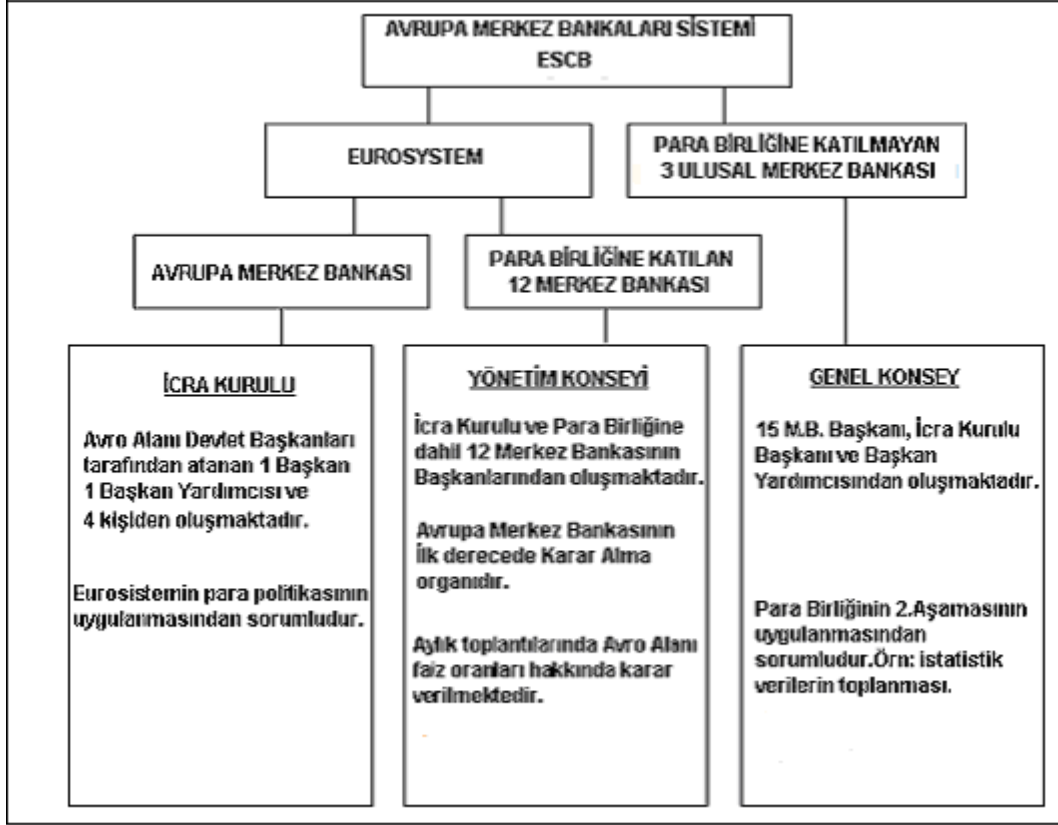 AVRUPA MERKEZ BANKALARI SİSTEMİ
ESCB
EUROSYSTEM
PARA BİRLİĞİNE KATILMAYAN
3 ULUSAL MERKEZ BANKASI
AVRUPA MERKEZ BANKASI
PARA BİRLİĞİNE KATILAN
12 MERKEZ BANKASI
İCRA KURULU
Avro Alanı Devlet Başkanları
tarafından atanan 1 Başkan
1 Başkan Yardımcısı ve
4 kişiden oluşmaktadır.
Eurosistemin para politikasının
uygulanmasından sorumludur.
YÖNETİM KONSEYİ
İcra Kurulu ve Para Birliğine
dahil 12 Merkez Bankasının
Başkanlarından oluşmaktadır.
Avrupa Merkez Bankasının
İlk derecede Karar Alma
organıdır.
Aylık toplantılarında Avro Alanı
faiz oranları hakkında karar
verilmektedir.
GENEL KONSEY
15 M.B. Başkanı, İcra Kurulu
Başkanı ve Başkan
Yardımcısından oluşmaktadır.
Para Birliğinin 2.Aşamasının
uygulanmasından
sorumludur.Örn: istatistik
verilerin toplanması.